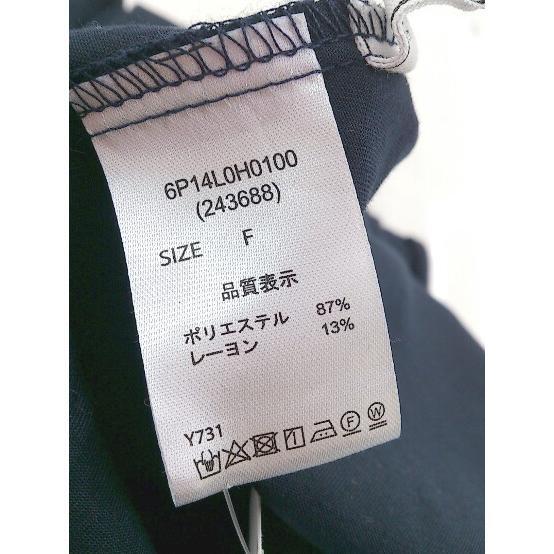 6P14L0H0100
(243688)
SIZE F
品質表示
ポリエステル 87%
レーヨン 13%
Y731
F W